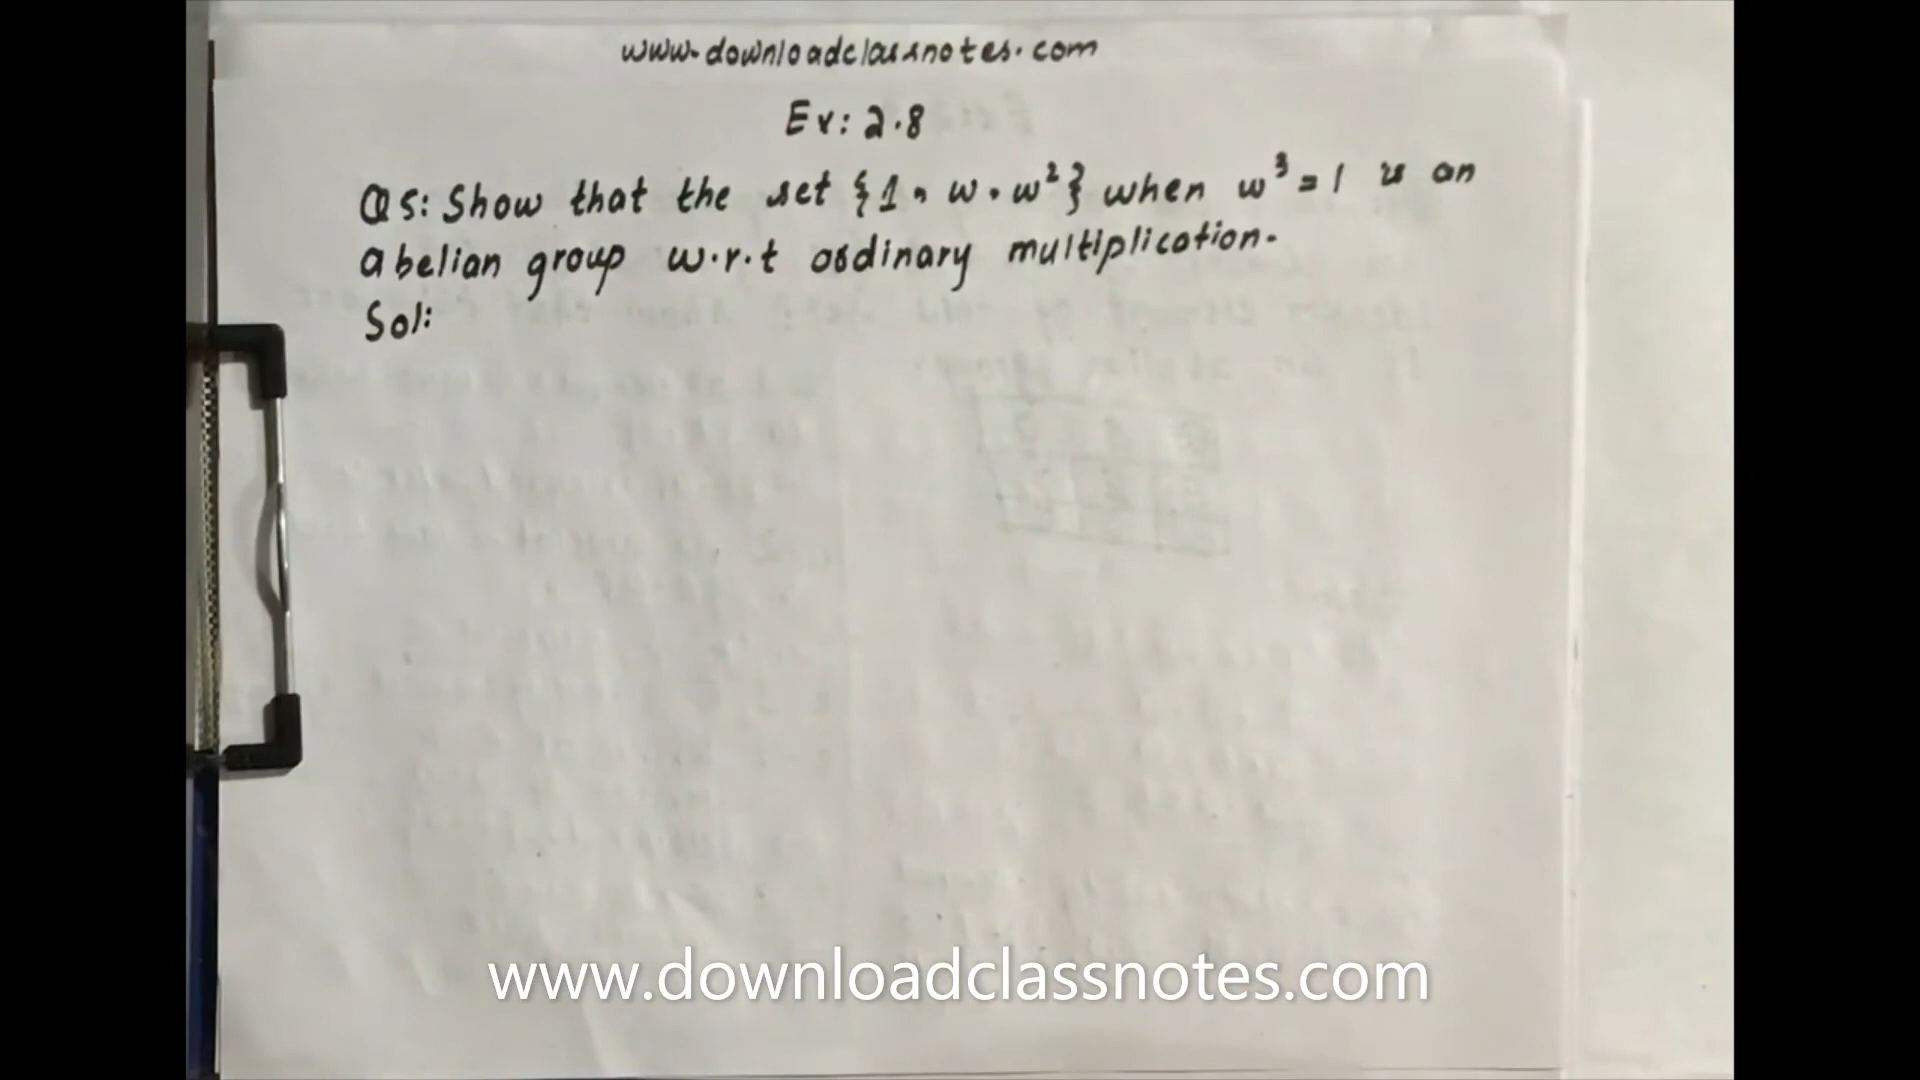 www.downloadclassnotes.com
Ex: 2.8
Q5: Show that the set {1, w, w²} when w³ = 1 is an
abelian group w.r.t ordinary multiplication.
Sol:
www.downloadclassnotes.com